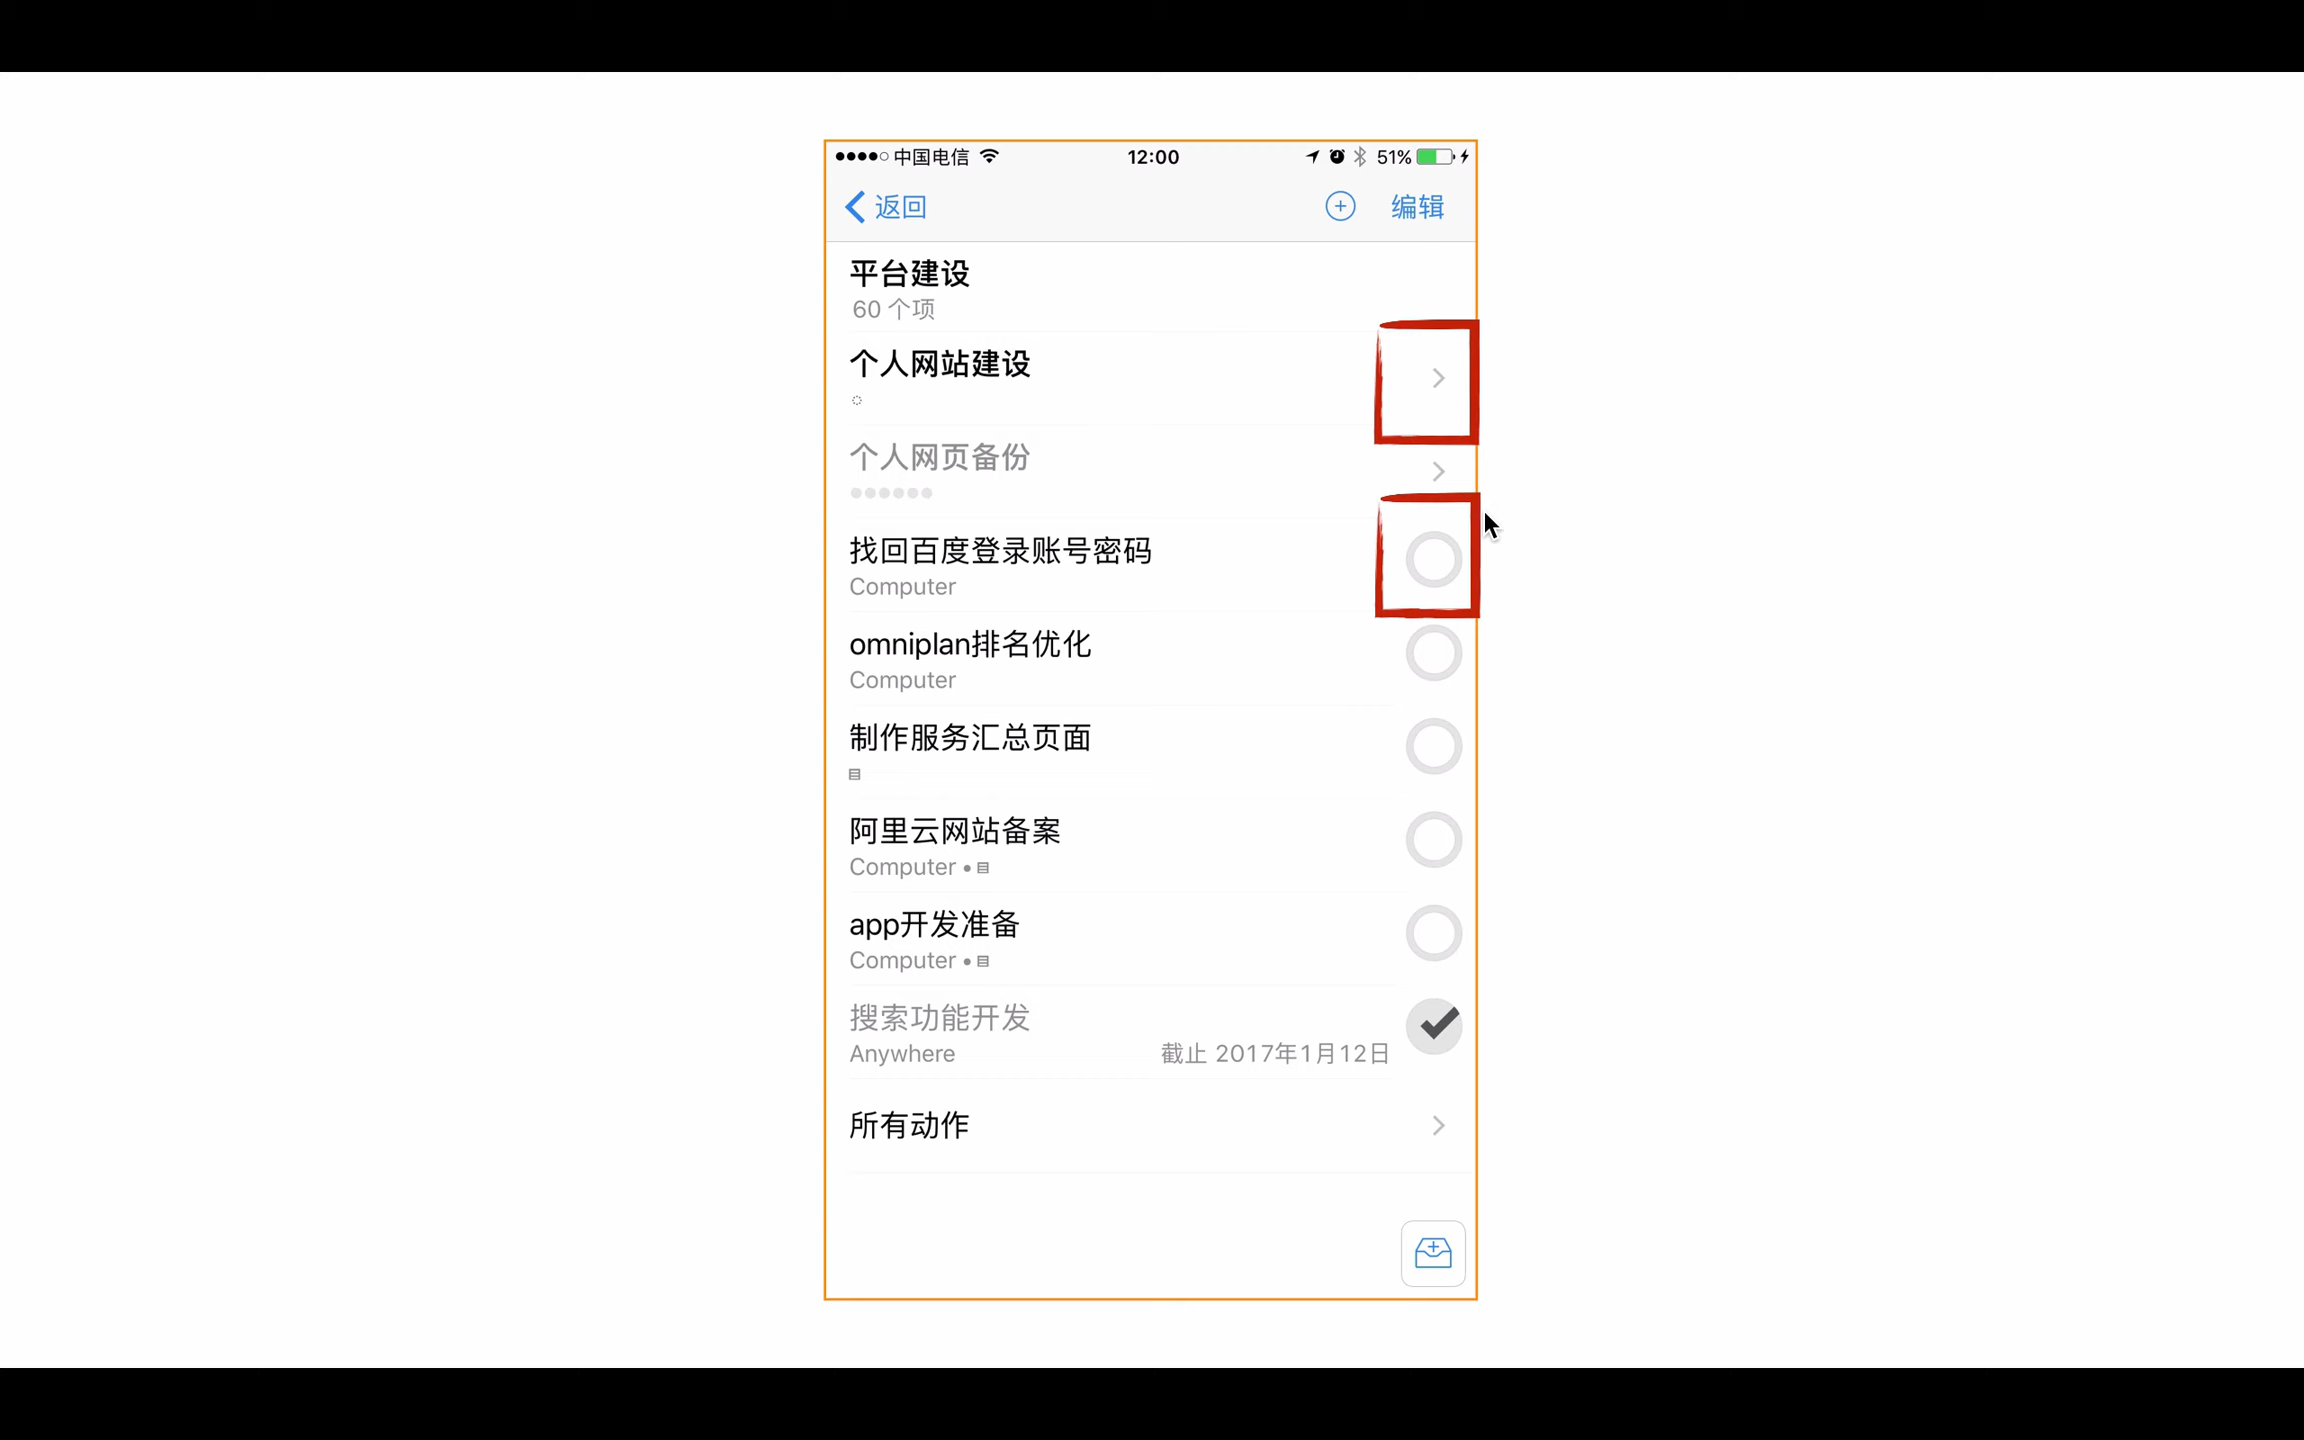 中国电信 12:00 51%
返回 编辑
平台建设
60 个项
个人网站建设
个人网页备份
找回百度登录账号密码
Computer
omniplan排名优化
Computer
制作服务汇总页面
阿里云网站备案
Computer •
app开发准备
Computer •
搜索功能开发
Anywhere 截止 2017年1月12日
所有动作